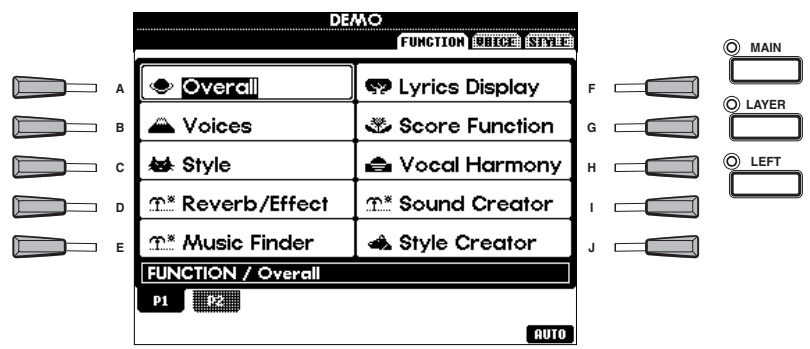 DEMO
FUNCTION VOICE STYLE
MAIN
A Overall Lyrics Display F
LAYER
B Voices Score Function G
C Style Vocal Harmony H
LEFT
D Reverb/Effect Sound Creator I
E Music Finder Style Creator J
FUNCTION / Overall
P1 P2
AUTO